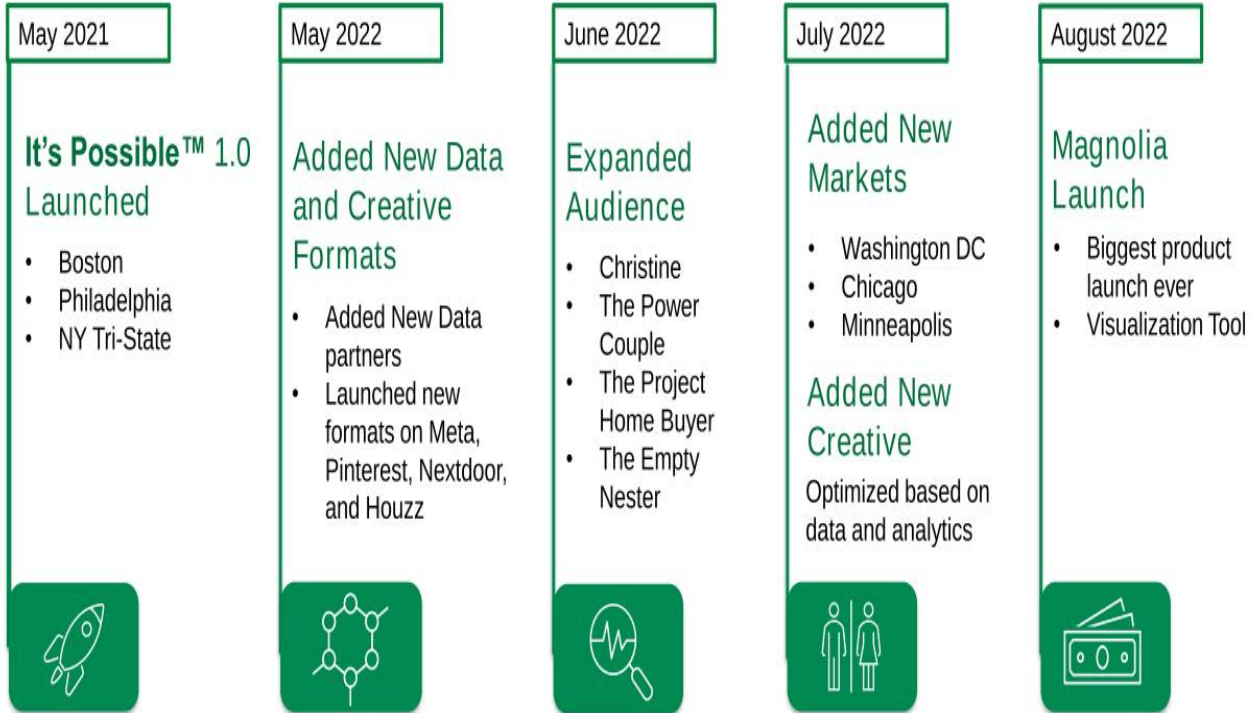 May 2021
It’s Possible™ 1.0
Launched
• Boston
• Philadelphia
• NY Tri-State
May 2022
Added New Data
and Creative
Formats
• Added New Data
partners
• Launched new
formats on Meta,
Pinterest, Nextdoor,
and Houzz
June 2022
Expanded
Audience
• Christine
• The Power
Couple
• The Project
Home Buyer
• The Empty
Nester
July 2022
Added New
Markets
• Washington DC
• Chicago
• Minneapolis
Added New
Creative
Optimized based on
data and analytics
August 2022
Magnolia
Launch
• Biggest product
launch ever
• Visualization Tool